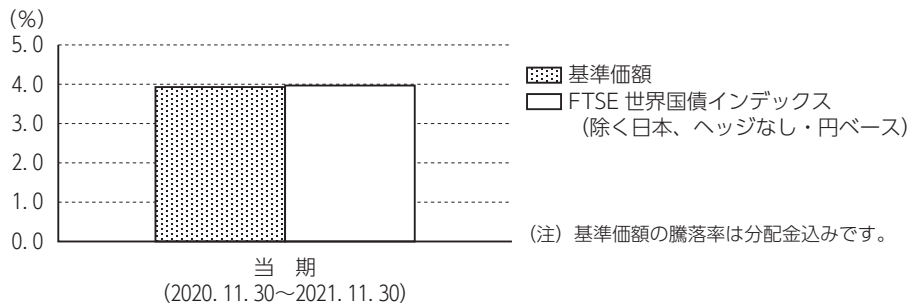 (%)
5.0
4.0
3.0
2.0
1.0
0.0
基準価額
FTSE 世界国債インデックス
(除く日本、ヘッジなし・円ベース)
(注) 基準価額の騰落率は分配金込みです。
当 期
(2020. 11. 30〜2021. 11. 30)